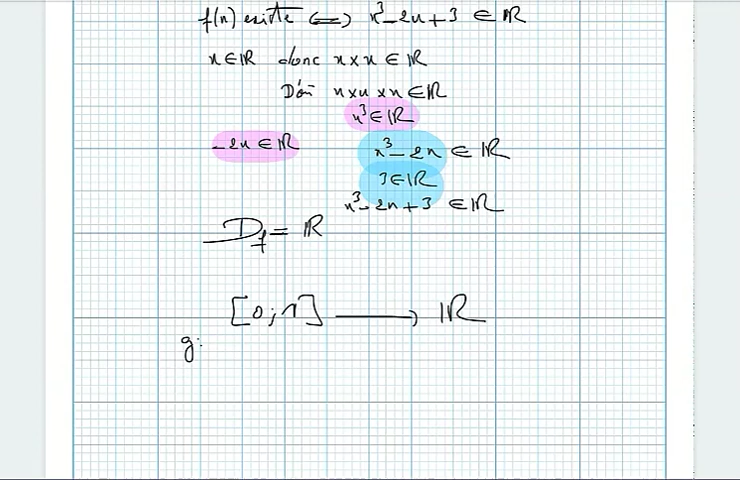 f(x) existe ⟺ x³-2x+3 ∈ ℝ
x∈ℝ donc x×x ∈ ℝ
D'où x×x×x∈ℝ
x³∈ℝ
-2x∈ℝ x³-2x ∈ ℝ
3∈ℝ
x³-2x+3 ∈ℝ
D_f = ℝ
[0;1] ⟶ ℝ
g: